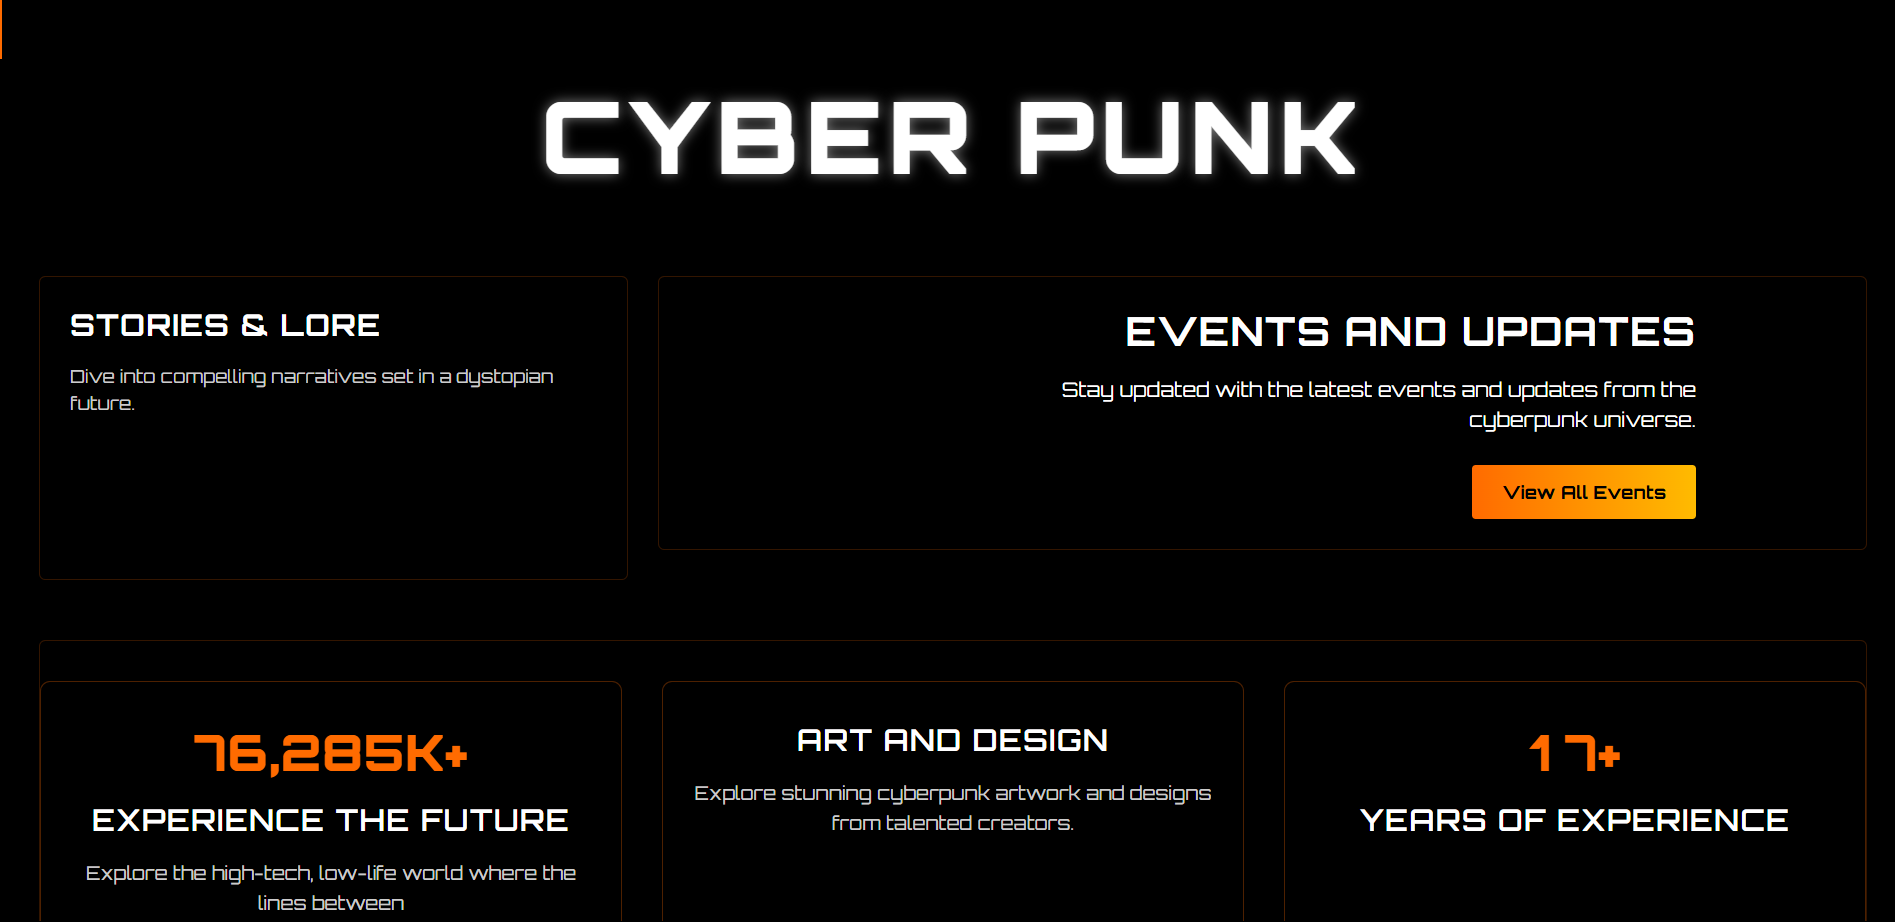 CYBER PUNK
STORIES & LORE
Dive into compelling narratives set in a dystopian
future.
EVENTS AND UPDATES
Stay updated with the latest events and updates from the
cyberpunk universe.
View All Events
76,285K+
EXPERIENCE THE FUTURE
Explore the high-tech, low-life world where the
lines between
ART AND DESIGN
Explore stunning cyberpunk artwork and designs
from talented creators.
17+
YEARS OF EXPERIENCE